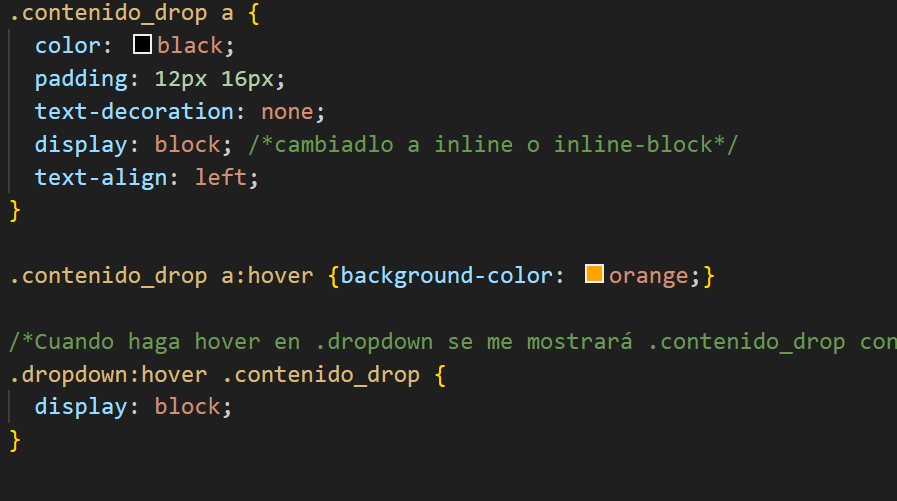 .contenido_drop a {
color: black;
padding: 12px 16px;
text-decoration: none;
display: block; /*cambiadlo a inline o inline-block*/
text-align: left;
}
.contenido_drop a:hover {background-color: orange;}
/*Cuando haga hover en .dropdown se me mostrará .contenido_drop con
.dropdown:hover .contenido_drop {
display: block;
}